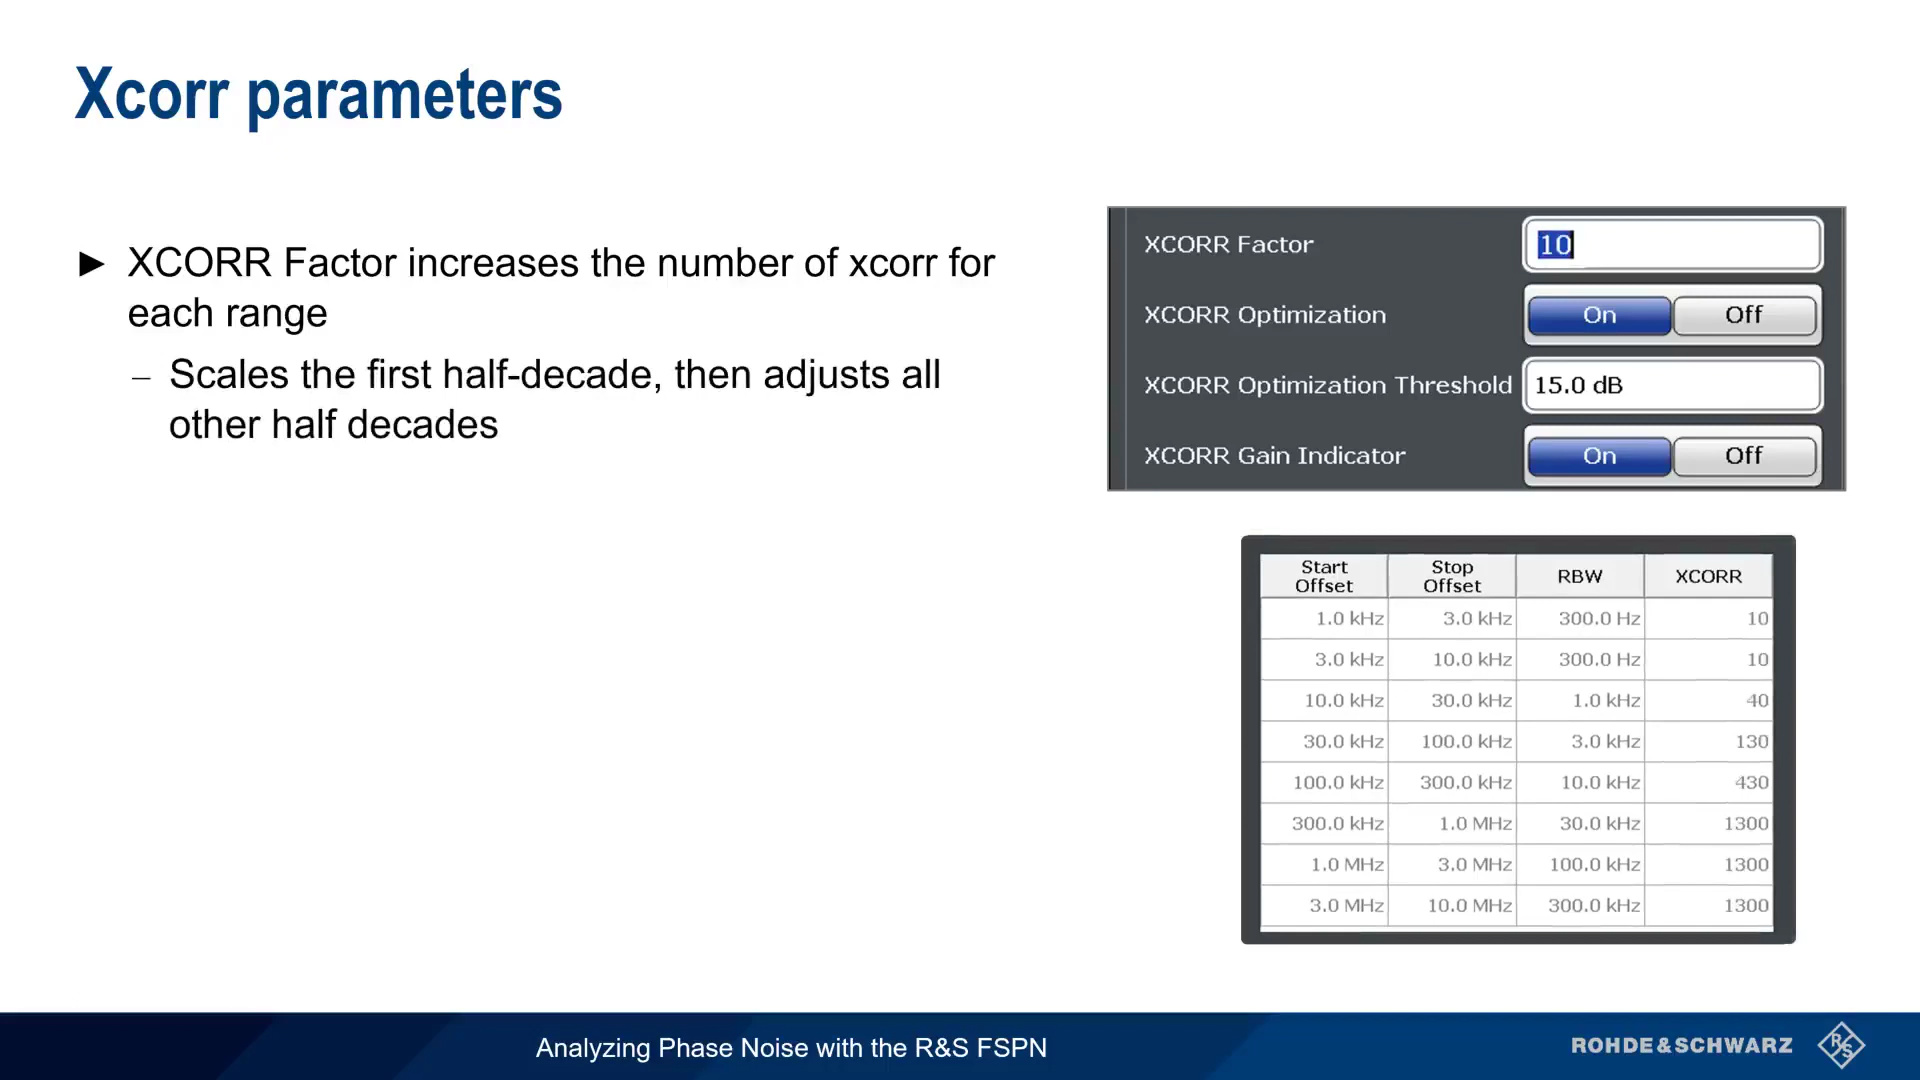 Xcorr parameters
► XCORR Factor increases the number of xcorr for
each range
– Scales the first half-decade, then adjusts all
other half decades
XCORR Factor 10
XCORR Optimization On Off
XCORR Optimization Threshold 15.0 dB
XCORR Gain Indicator On Off
Start Offset Stop Offset RBW XCORR
1.0 kHz 3.0 kHz 300.0 Hz 10
3.0 kHz 10.0 kHz 300.0 Hz 10
10.0 kHz 30.0 kHz 1.0 kHz 40
30.0 kHz 100.0 kHz 3.0 kHz 130
100.0 kHz 300.0 kHz 10.0 kHz 430
300.0 kHz 1.0 MHz 30.0 kHz 1300
1.0 MHz 3.0 MHz 100.0 kHz 1300
3.0 MHz 10.0 MHz 300.0 kHz 1300
Analyzing Phase Noise with the R&S FSPN
ROHDE&SCHWARZ
R&S